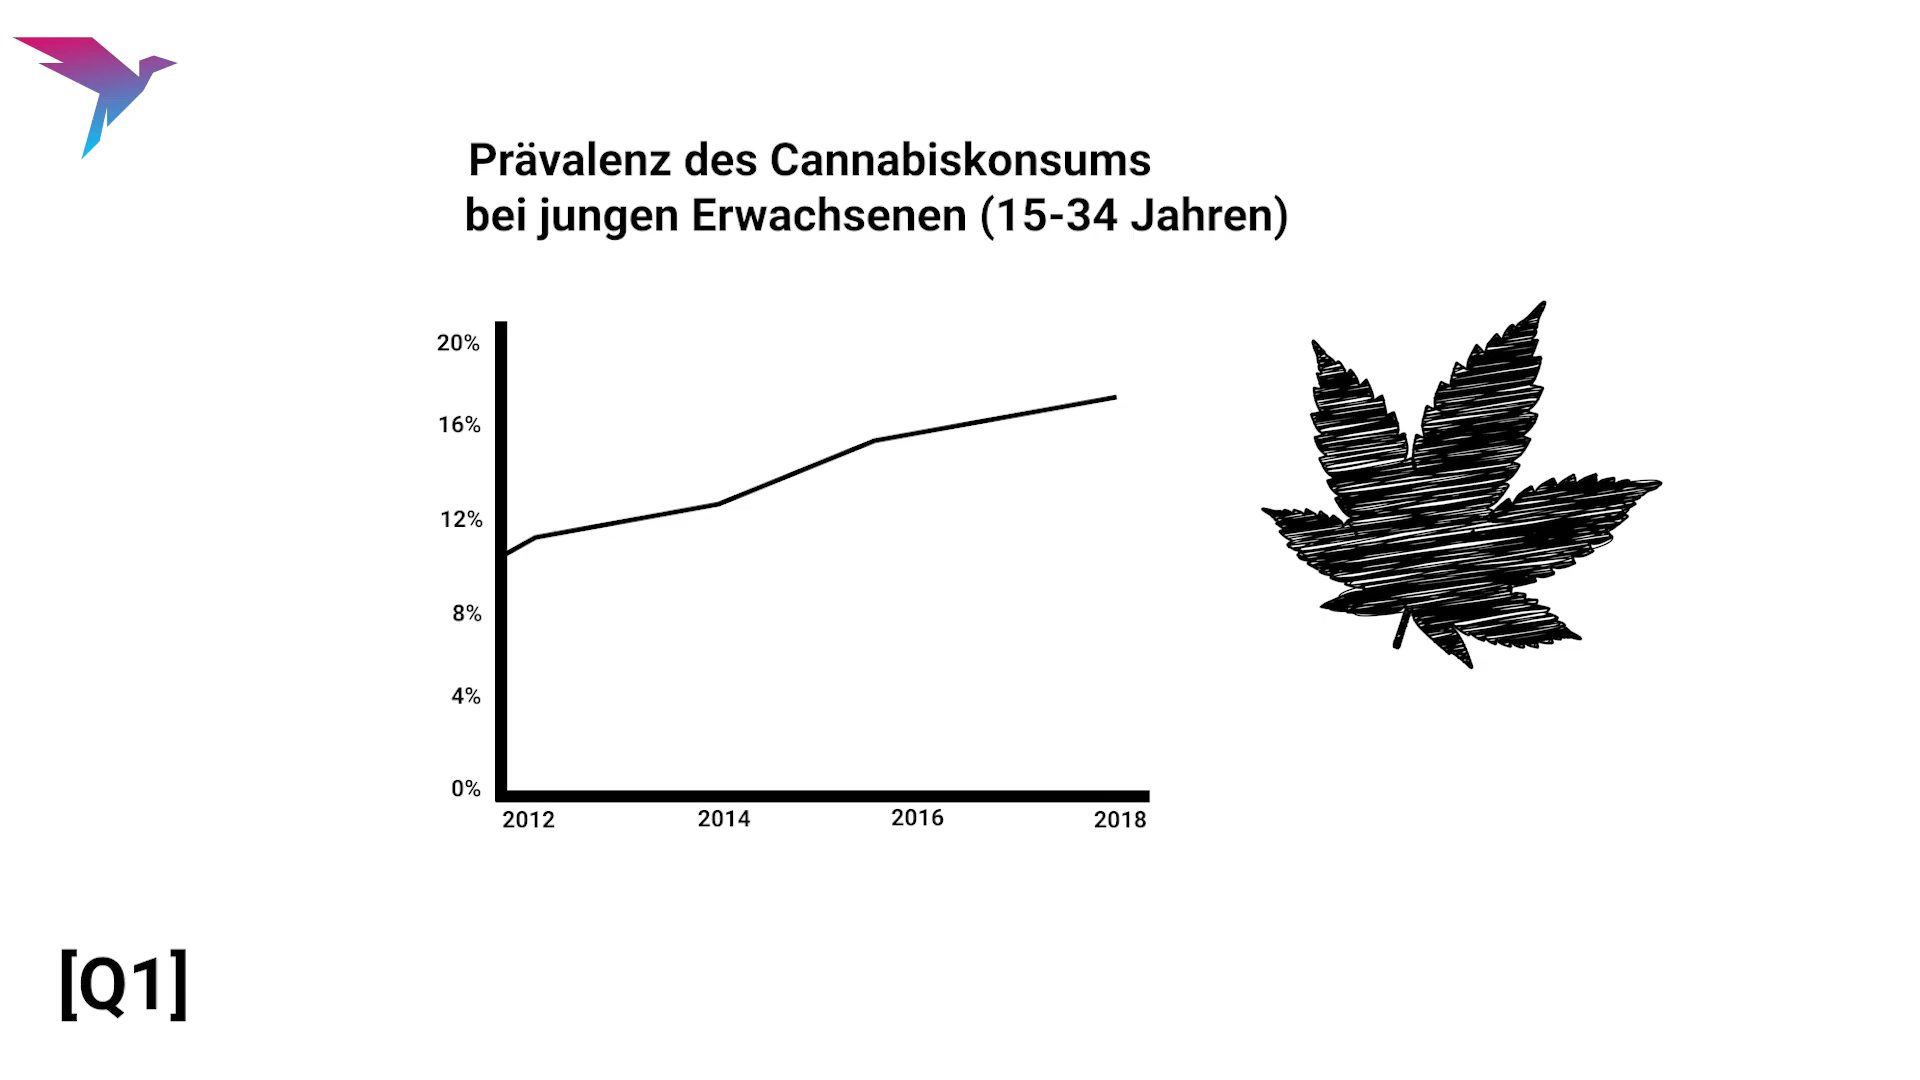 Prävalenz des Cannabiskonsums
bei jungen Erwachsenen (15-34 Jahren)
20%
16%
12%
8%
4%
0%
2012 2014 2016 2018
[Q1]